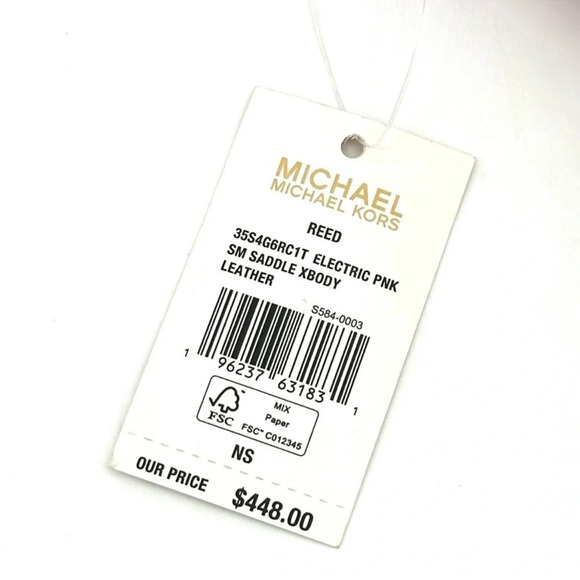 MICHAEL
MICHAEL KORS
REED
35S4G6RC1T ELECTRIC PNK
SM SADDLE XBODY
LEATHER
S584-0003
1 96237 63183 1
FSC
MIX
Paper
FSC™ C012345
NS
OUR PRICE $448.00